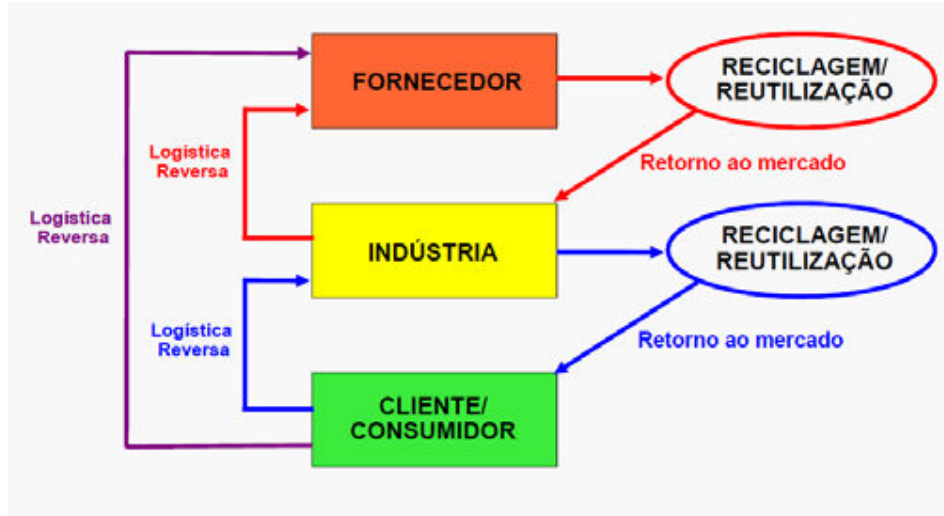 FORNECEDOR
RECICLAGEM/
REUTILIZAÇÃO
Logística
Reversa
Retorno ao mercado
Logistica
Reversa
INDÚSTRIA
RECICLAGEM/
REUTILIZAÇÃO
Logística
Reversa
Retorno ao mercado
CLIENTE/
CONSUMIDOR